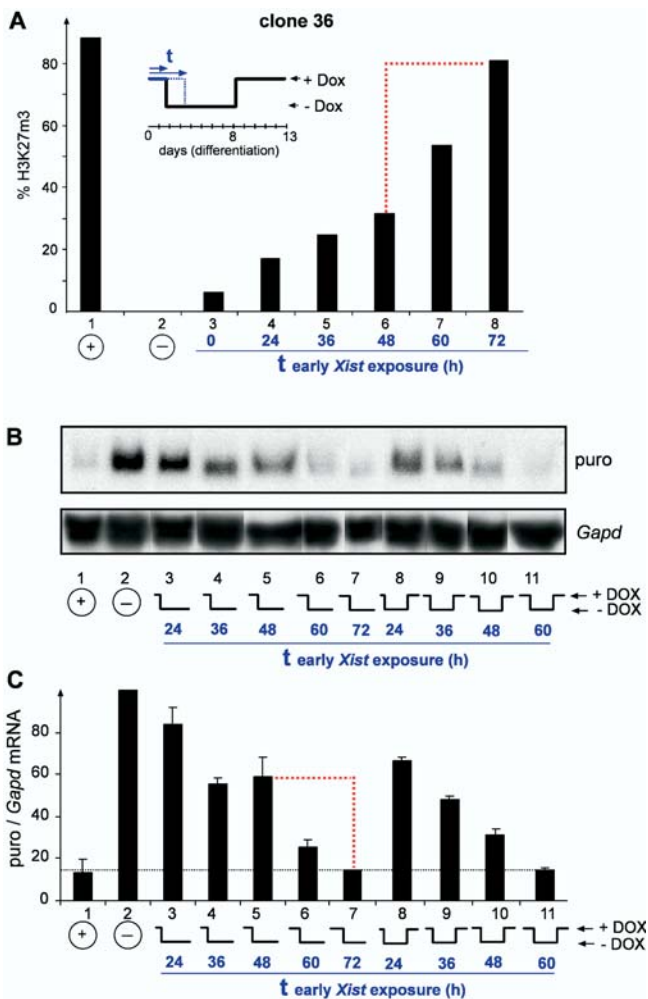 A
clone 36
% H3K27m3
80
60
40
20
0
t
+ Dox
- Dox
0 8 13
days (differentiation)
1 2 3 4 5 6 7 8
+ − 0 24 36 48 60 72
t early Xist exposure (h)
B
puro
Gapd
1 2 3 4 5 6 7 8 9 10 11
+ − + DOX
- DOX
24 36 48 60 72 24 36 48 60
t early Xist exposure (h)
C
puro / Gapd mRNA
80
60
40
20
0
1 2 3 4 5 6 7 8 9 10 11
+ − + DOX
- DOX
24 36 48 60 72 24 36 48 60
t early Xist exposure (h)